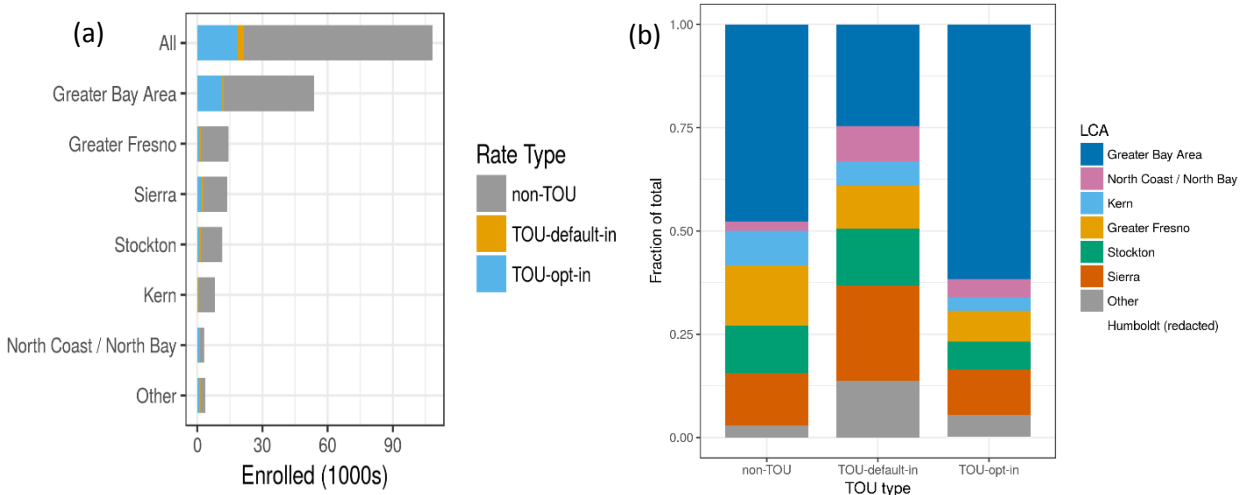 (a)
All
Greater Bay Area
Greater Fresno
Sierra
Stockton
Kern
North Coast / North Bay
Other
0 30 60 90
Enrolled (1000s)
Rate Type
non-TOU
TOU-default-in
TOU-opt-in
(b)
1.00
0.75
0.50
0.25
0.00
Fraction of total
non-TOU TOU-default-in TOU-opt-in
TOU type
LCA
Greater Bay Area
North Coast / North Bay
Kern
Greater Fresno
Stockton
Sierra
Other
Humboldt (redacted)